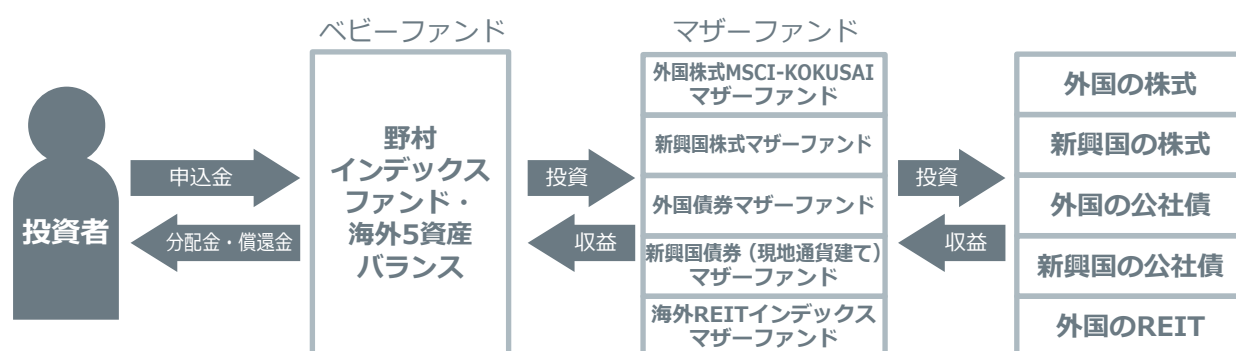 ベビーファンド
マザーファンド
投資者
申込金
分配金・償還金
野村
インデックス
ファンド・
海外5資産
バランス
投資
収益
外国株式MSCI-KOKUSAI
マザーファンド
新興国株式マザーファンド
外国債券マザーファンド
新興国債券（現地通貨建て）
マザーファンド
海外REITインデックス
マザーファンド
投資
収益
外国の株式
新興国の株式
外国の公社債
新興国の公社債
外国のREIT